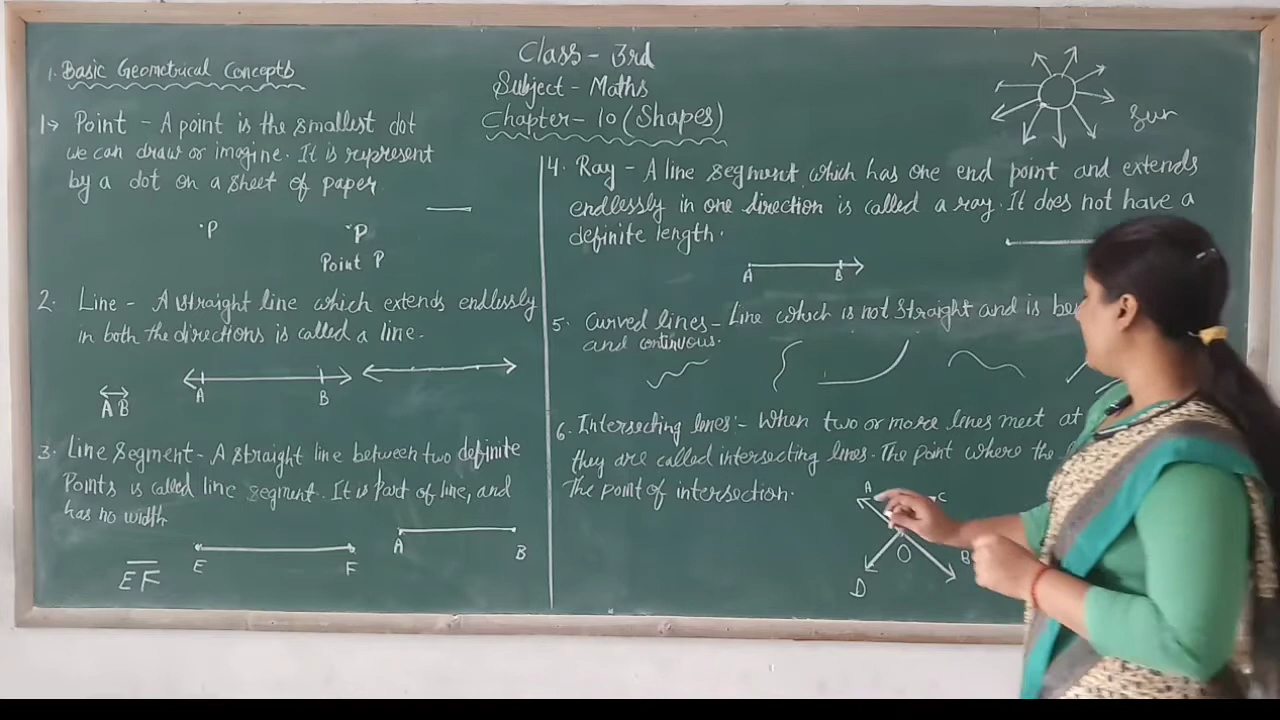 Class - 3rd
Subject - Maths
Chapter - 10 (Shapes)
1. Basic Geometrical Concepts
1→ Point - A point is the smallest dot
we can draw or imagine. It is represent
by a dot on a sheet of paper
.P
.P
Point P
2. Line - A straight line which extends endlessly
in both the directions is called a line.
A B
A B
3. Line Segment - A straight line between two definite
Points is called line segment. It is Part of line, and
has no width
EF
E F
A B
Sun
4. Ray - A line segment which has one end point and extends
endlessly in one direction is called a ray. It does not have a
definite length.
A B
5. Curved lines - Line which is not straight and is
and continuous.
6. Intersecting lines:- When two or more lines meet at
they are called intersecting lines. The point where the
The point of intersection.
A C
O B
D